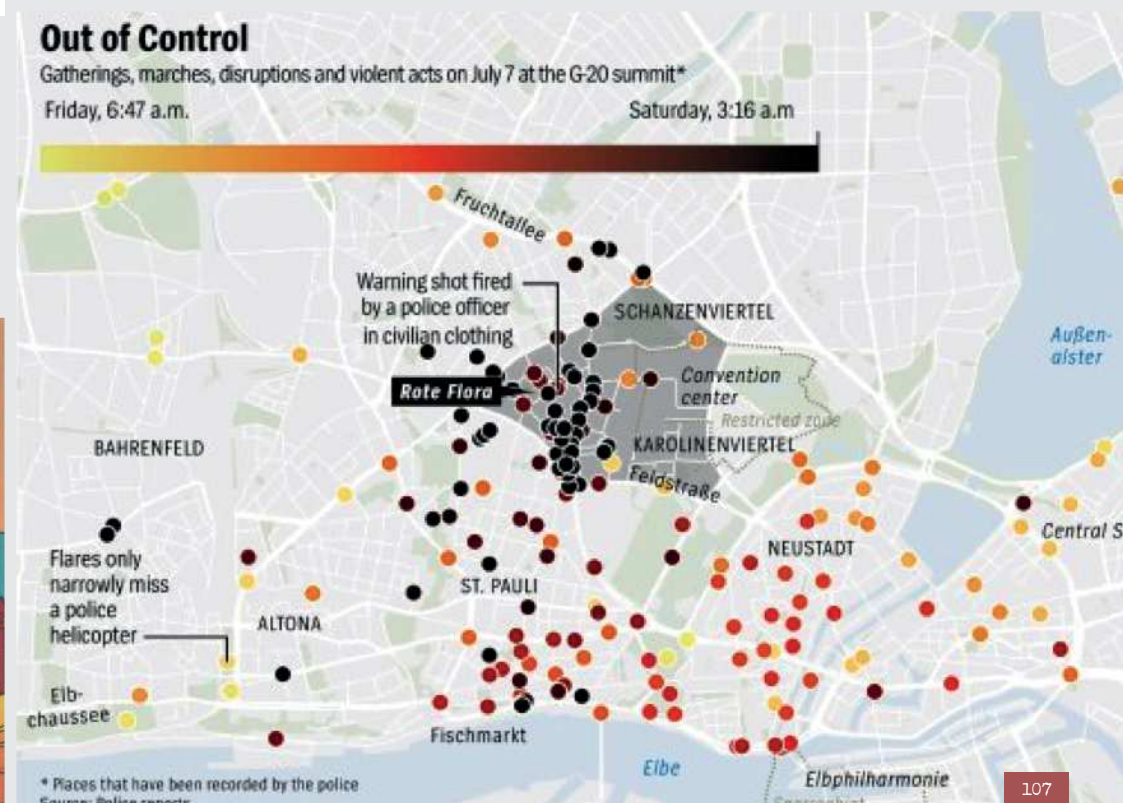 Out of Control
Gatherings, marches, disruptions and violent acts on July 7 at the G-20 summit*
Friday, 6:47 a.m.
Saturday, 3:16 a.m
Fruchtallee
Warning shot fired
by a police officer
in civilian clothing
SCHANZENVIERTEL
Außen-
alster
Rote Flora
Convention
center
Restricted zone
BAHRENFELD
KAROLINENVIERTEL
Feldstraße
Central S
Flares only
narrowly miss
a police
helicopter
NEUSTADT
ST. PAULI
ALTONA
Elb-
chaussee
Fischmarkt
Elbe
Elbphilharmonie
* Places that have been recorded by the police
Source: Police reports
107